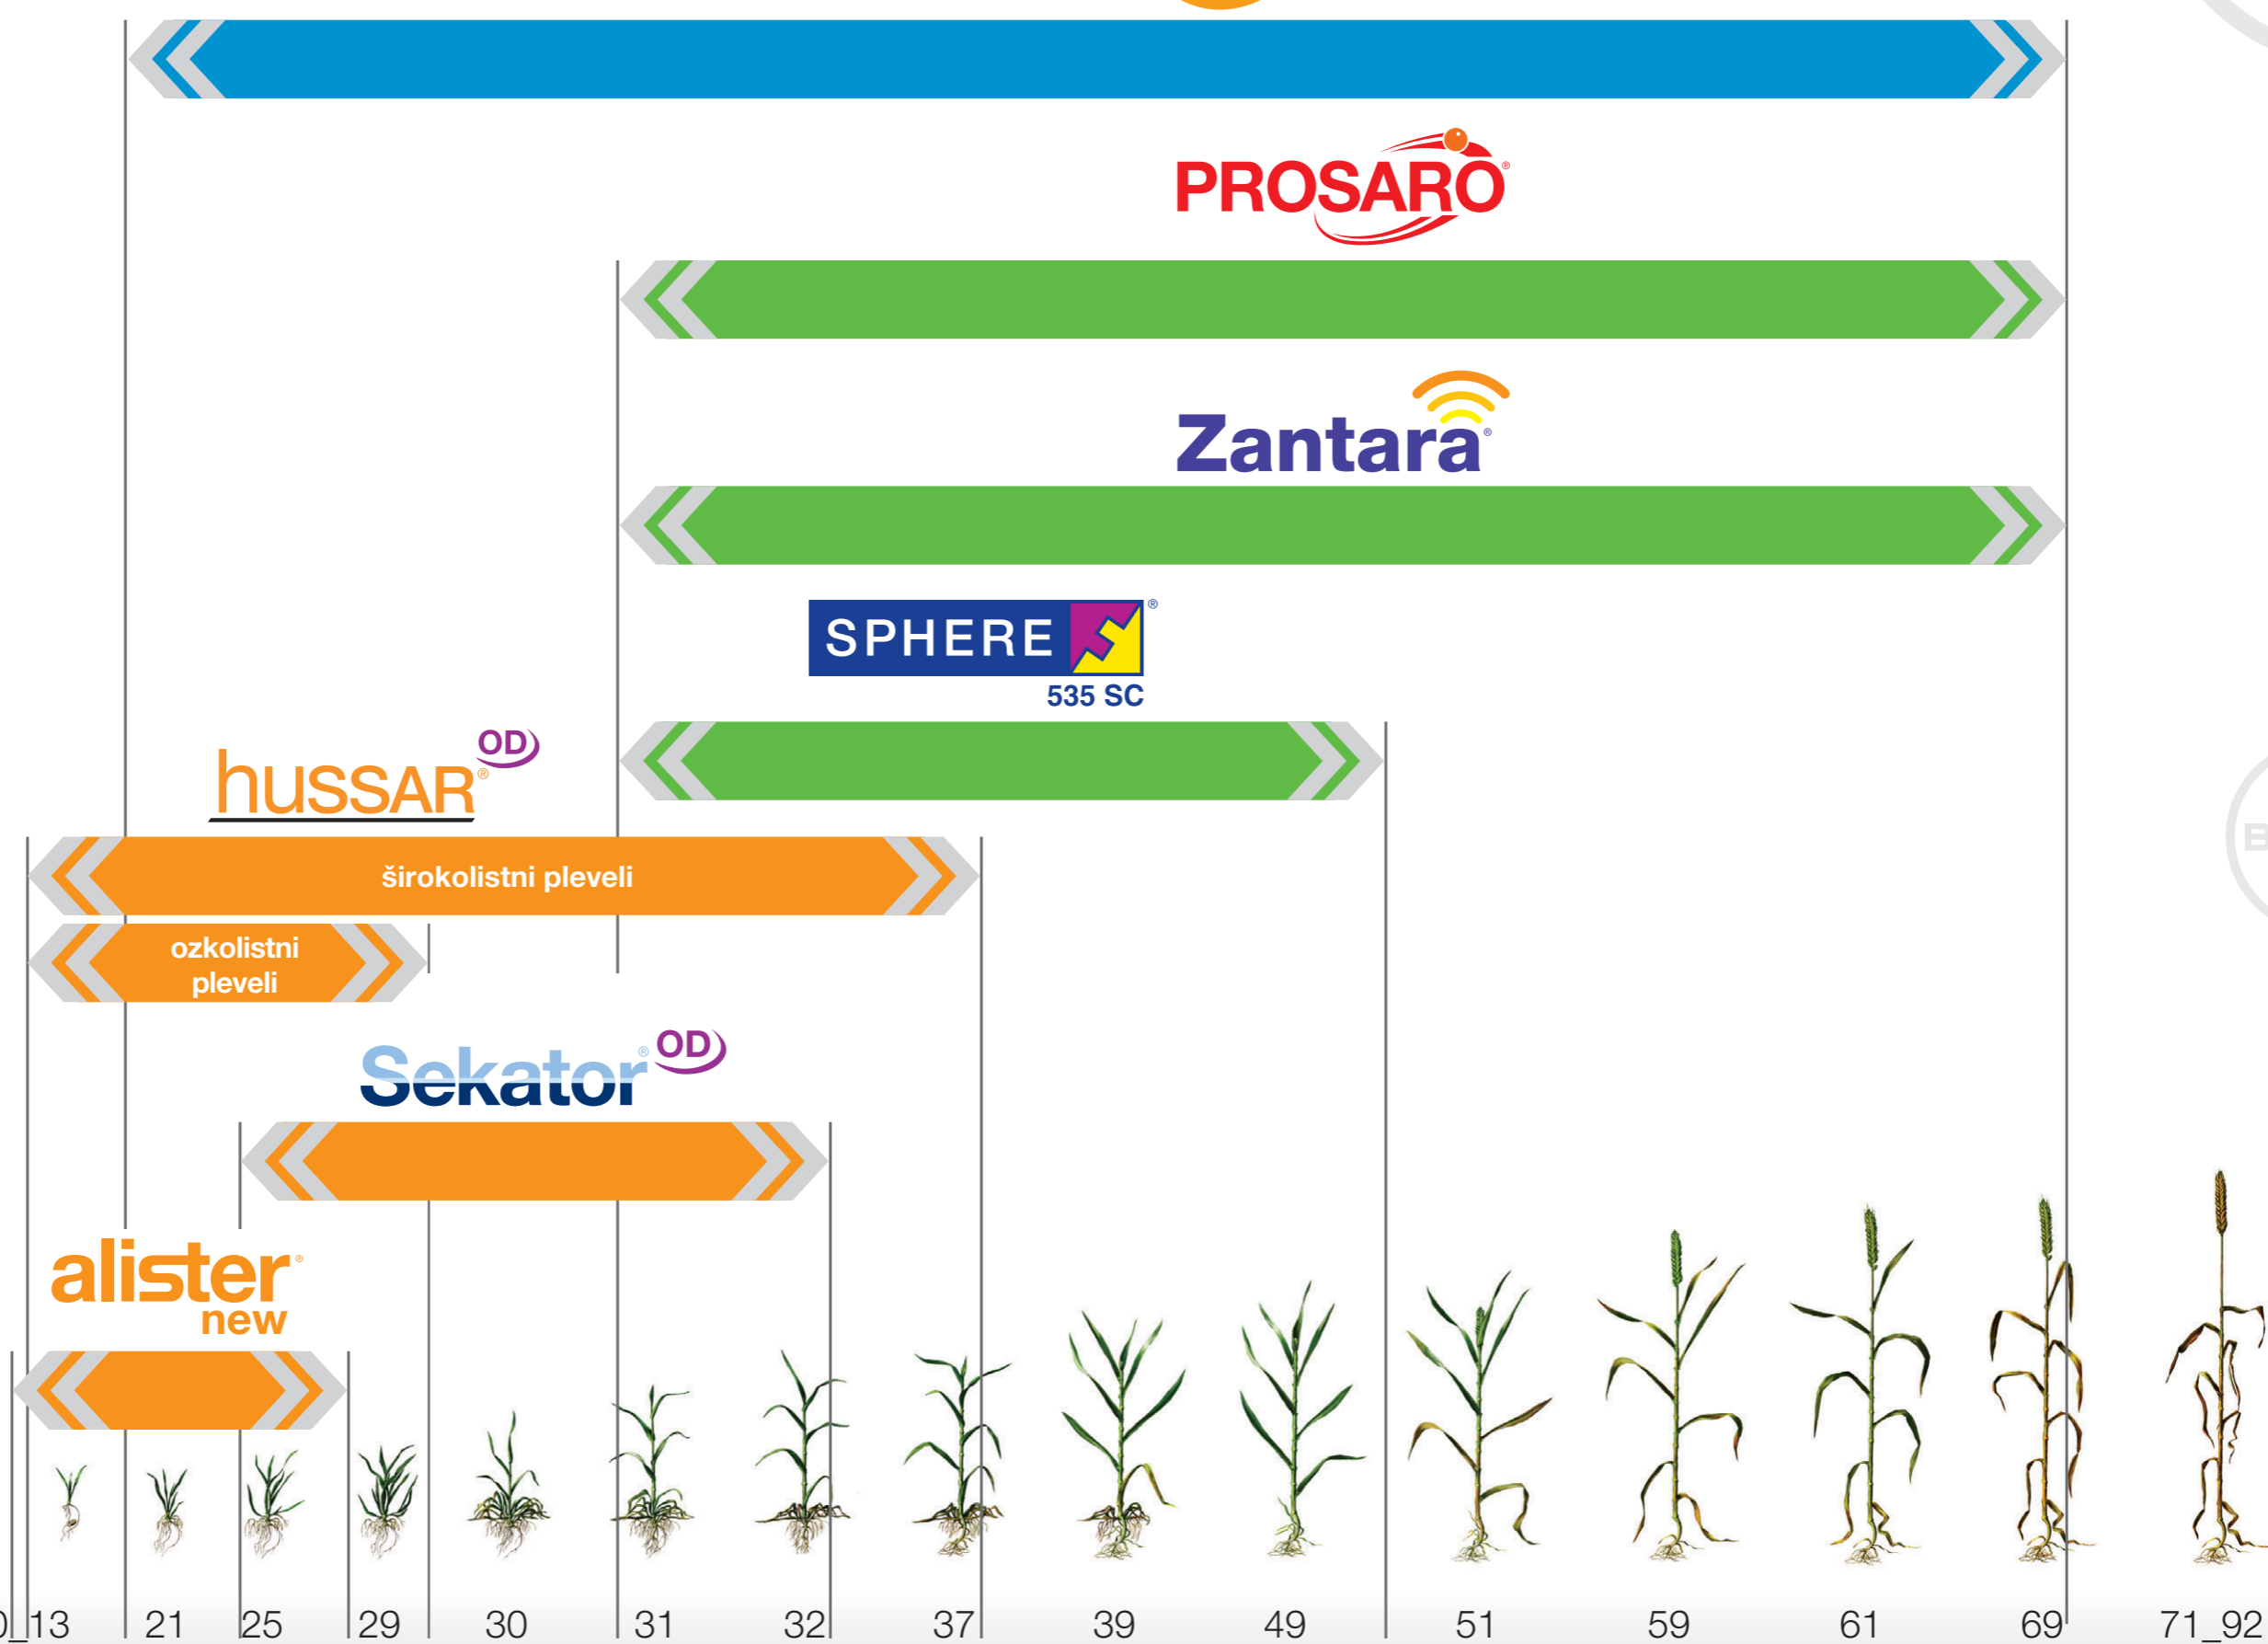 PROSARO®
Zantara®
SPHERE®
535 SC
hussAR® OD
širokolistni pleveli
ozkolistni
pleveli
Sekator® OD
alister®
new
0_13 21 25 29 30 31 32 37 39 49 51 59 61 69 71_92